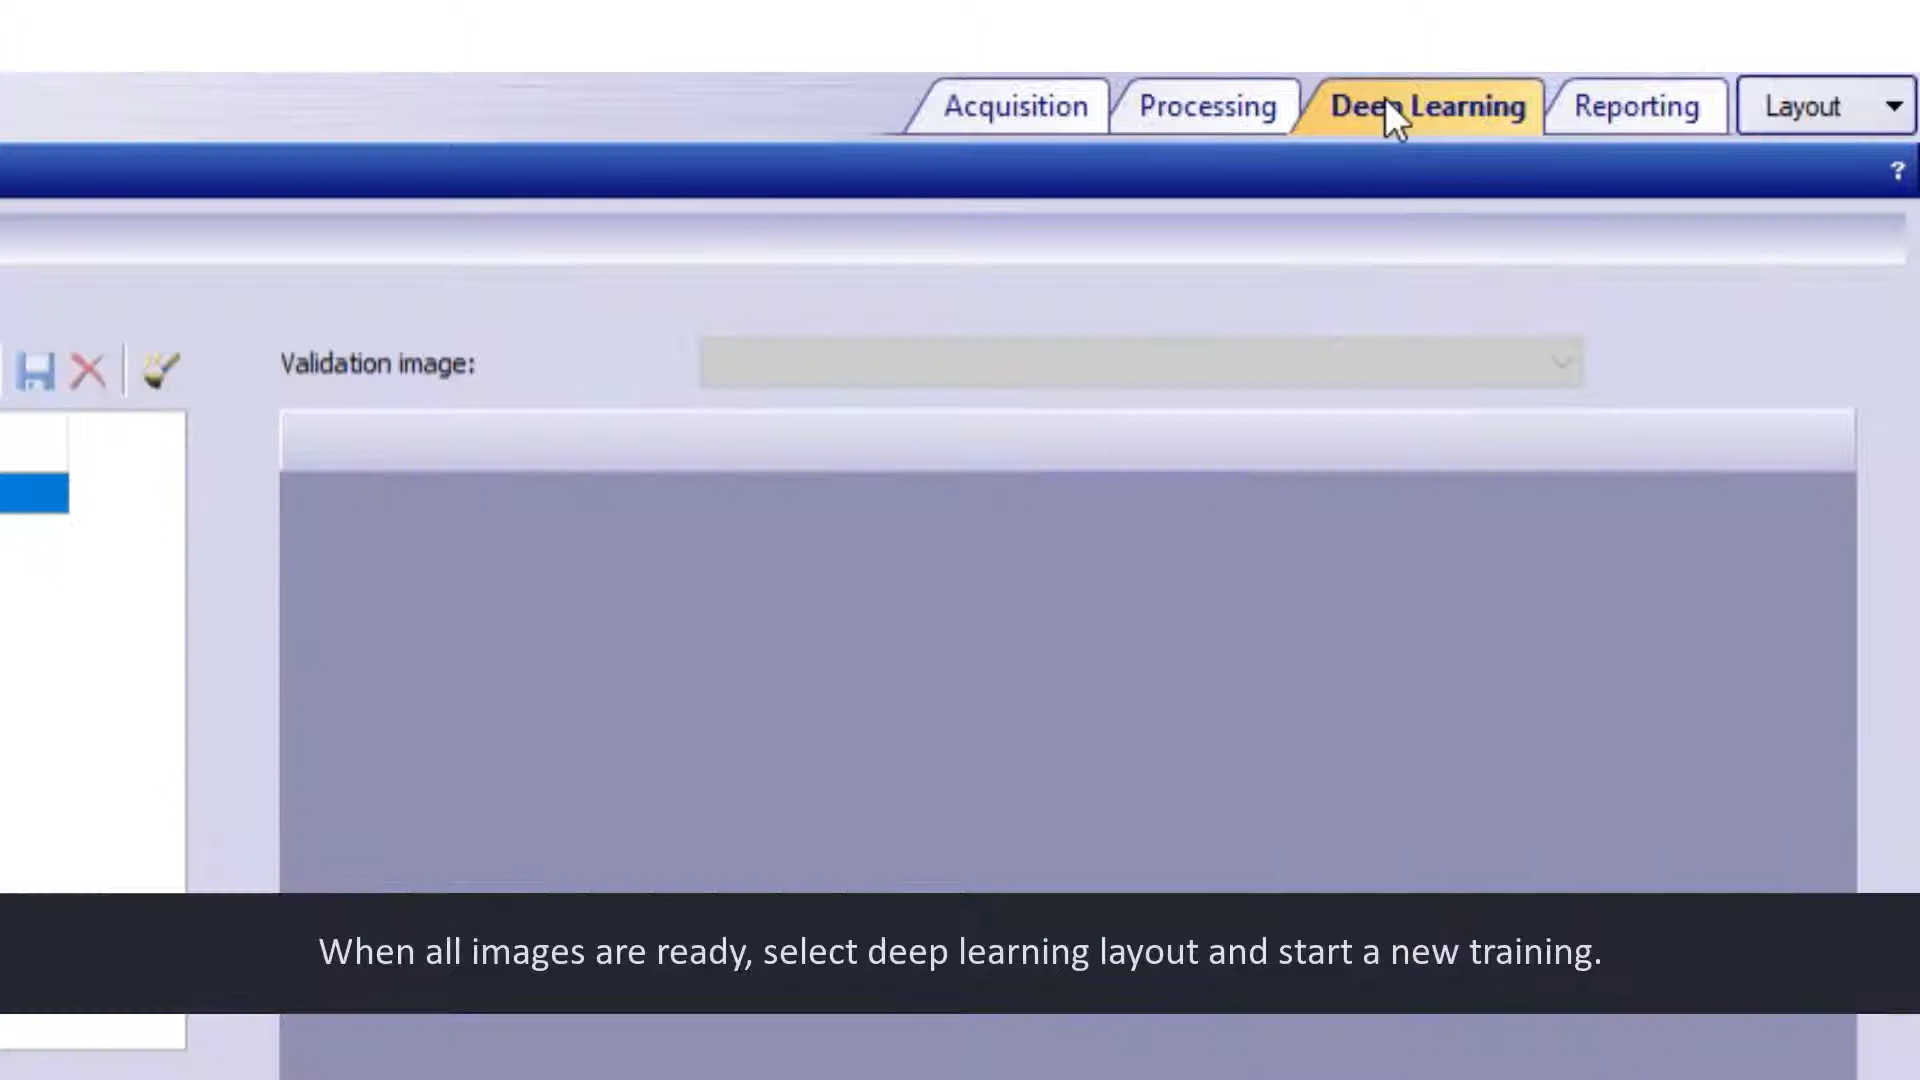 Acquisition Processing Deep Learning Reporting Layout
?
Validation image:
When all images are ready, select deep learning layout and start a new training.